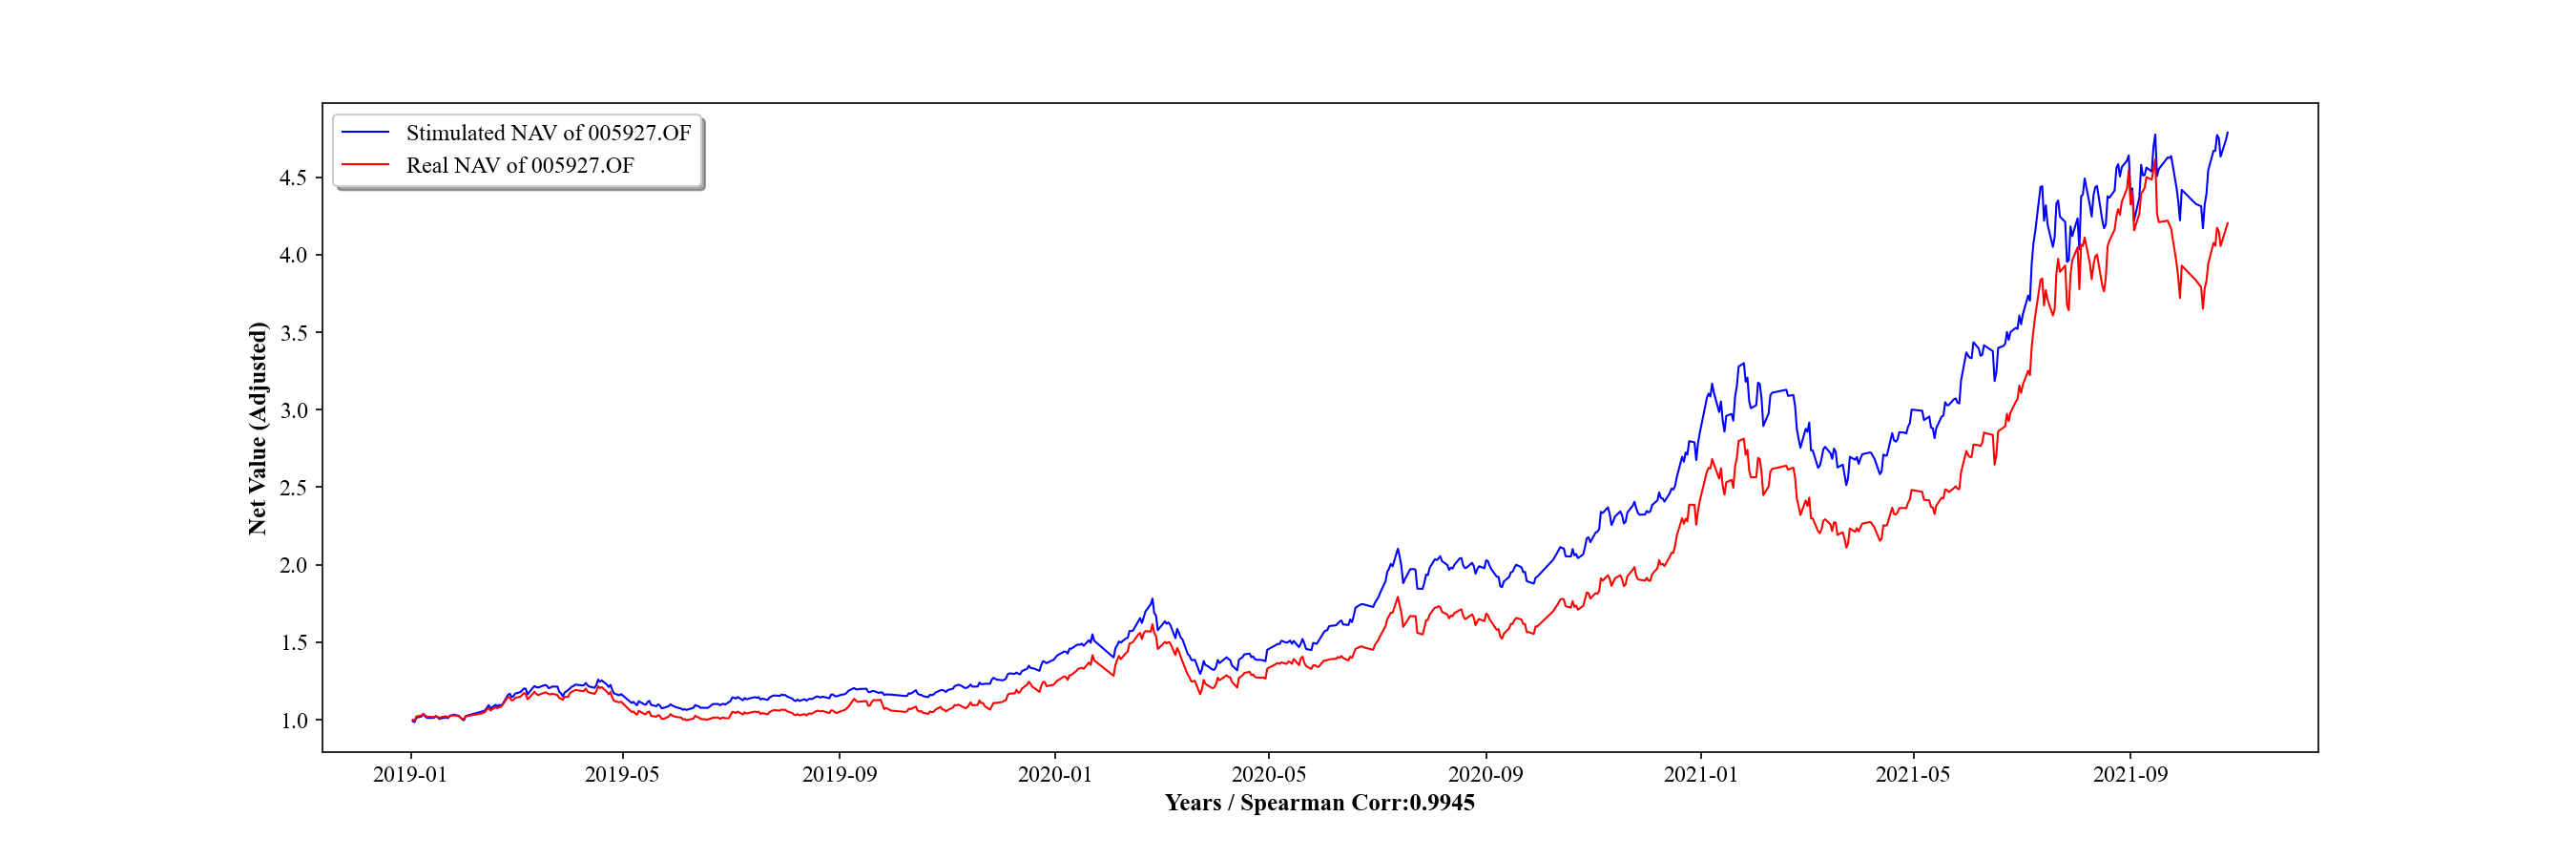 Stimulated NAV of 005927.OF
Real NAV of 005927.OF
Net Value (Adjusted)
4.5
4.0
3.5
3.0
2.5
2.0
1.5
1.0
2019-01 2019-05 2019-09 2020-01 2020-05 2020-09 2021-01 2021-05 2021-09
Years / Spearman Corr:0.9945